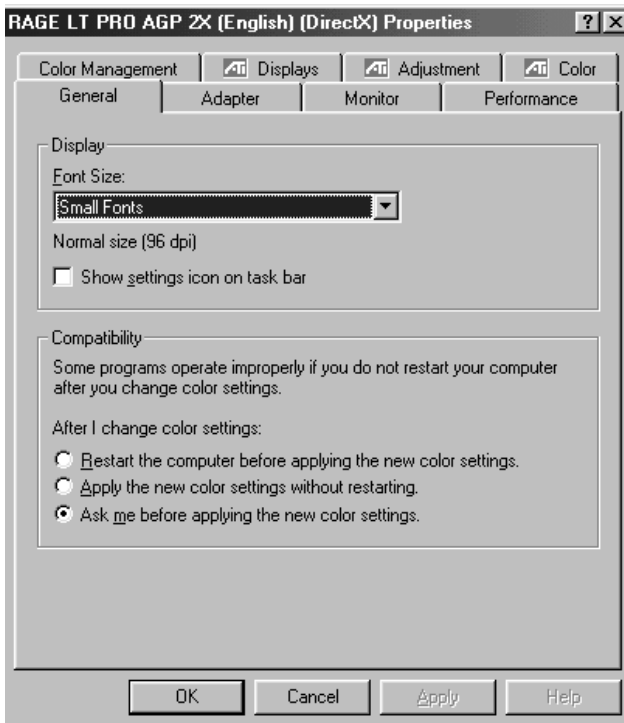 RAGE LT PRO AGP 2X (English) (DirectX) Properties
Color Management ATI Displays ATI Adjustment ATI Color
General Adapter Monitor Performance
Display
Font Size:
Small Fonts
Normal size (96 dpi)
Show settings icon on task bar
Compatibility
Some programs operate improperly if you do not restart your computer
after you change color settings.
After I change color settings:
Restart the computer before applying the new color settings.
Apply the new color settings without restarting.
Ask me before applying the new color settings.
OK Cancel Apply Help